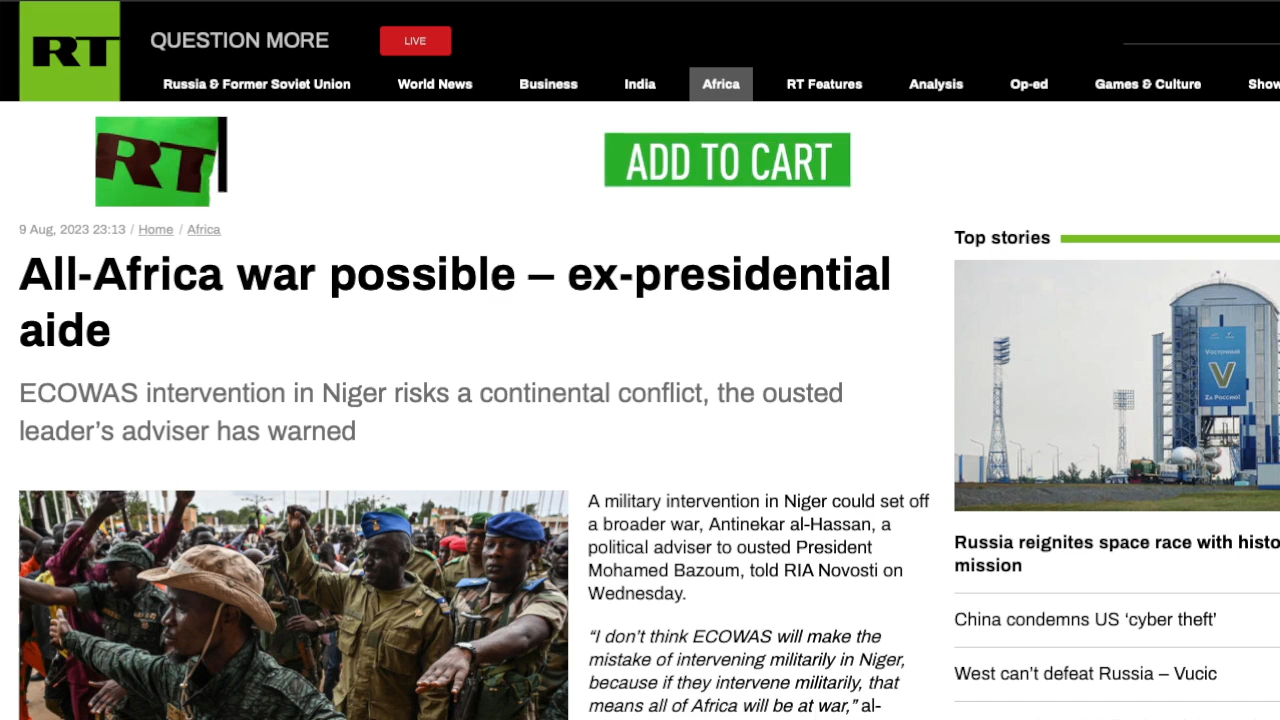 RT
QUESTION MORE
LIVE
Russia & Former Soviet Union
World News
Business
India
Africa
RT Features
Analysis
Op-ed
Games & Culture
Show
RT
ADD TO CART
9 Aug, 2023 23:13 / Home / Africa
All-Africa war possible – ex-presidential
aide
ECOWAS intervention in Niger risks a continental conflict, the ousted
leader’s adviser has warned
A military intervention in Niger could set off
a broader war, Antinekar al-Hassan, a
political adviser to ousted President
Mohamed Bazoum, told RIA Novosti on
Wednesday.
“I don’t think ECOWAS will make the
mistake of intervening militarily in Niger,
because if they intervene militarily, that
means all of Africa will be at war,” al-
Top stories
Vостоčный
V
Zа Россию!
Russia reignites space race with histo
mission
China condemns US ‘cyber theft’
West can’t defeat Russia – Vucic